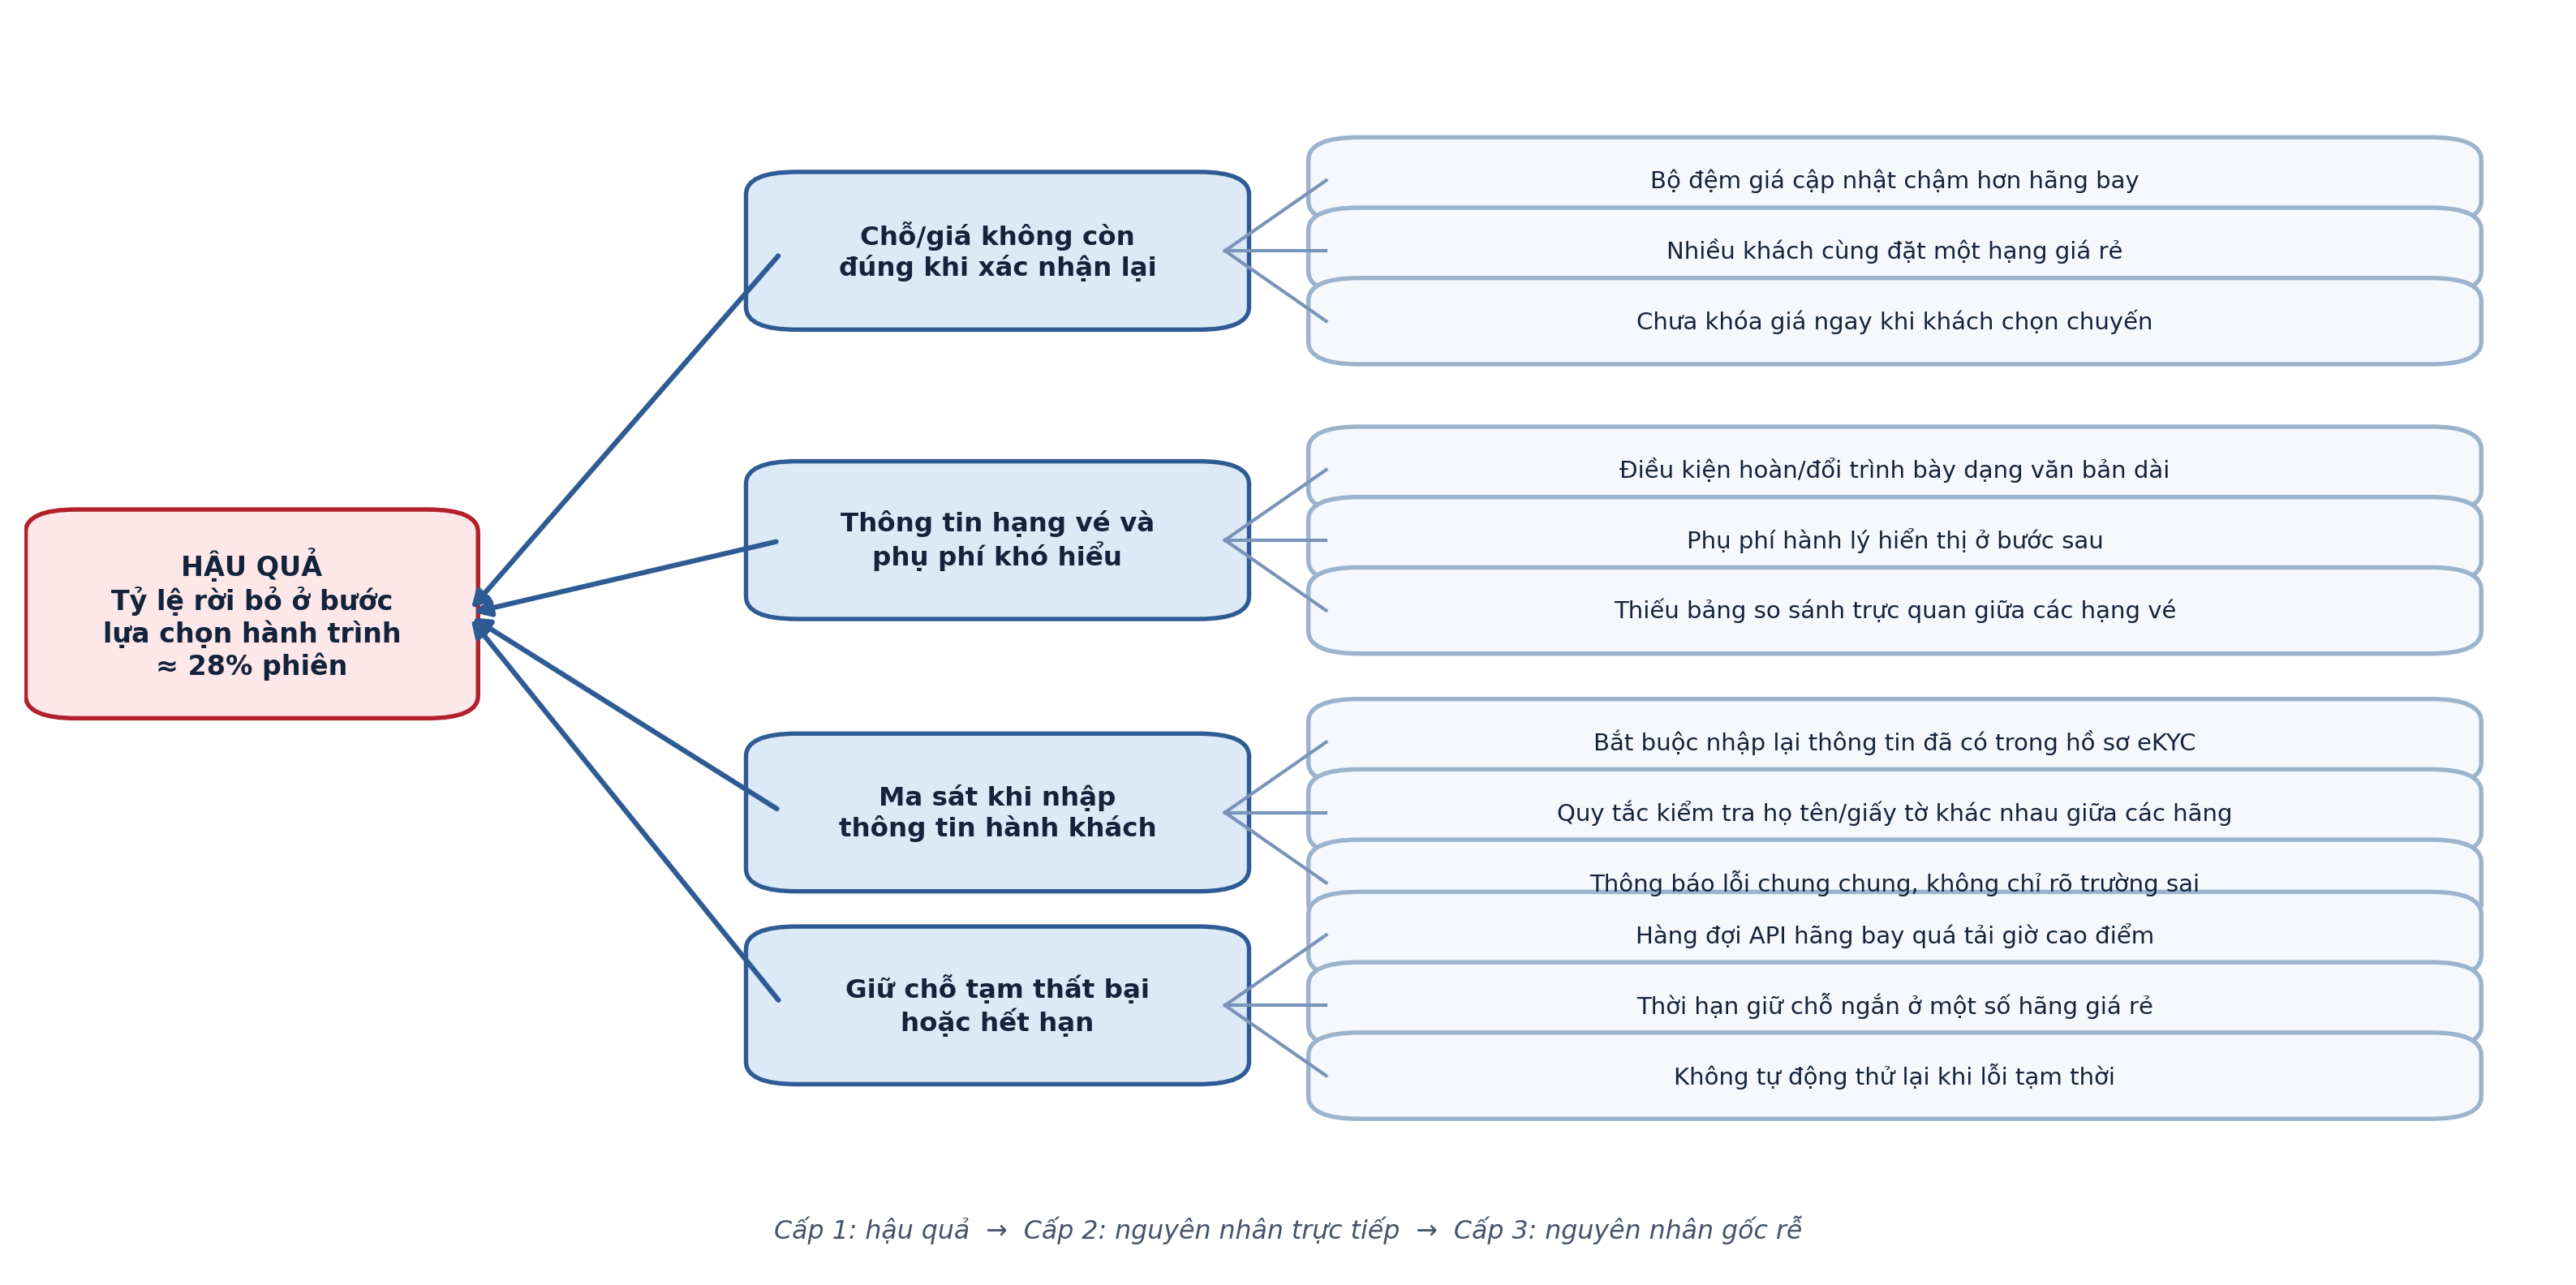 HẬU QUẢ
Tỷ lệ rời bỏ ở bước
lựa chọn hành trình
≈ 28% phiên
Chỗ/giá không còn
đúng khi xác nhận lại
Bộ đệm giá cập nhật chậm hơn hãng bay
Nhiều khách cùng đặt một hạng giá rẻ
Chưa khóa giá ngay khi khách chọn chuyến
Thông tin hạng vé và
phụ phí khó hiểu
Điều kiện hoàn/đổi trình bày dạng văn bản dài
Phụ phí hành lý hiển thị ở bước sau
Thiếu bảng so sánh trực quan giữa các hạng vé
Ma sát khi nhập
thông tin hành khách
Bắt buộc nhập lại thông tin đã có trong hồ sơ eKYC
Quy tắc kiểm tra họ tên/giấy tờ khác nhau giữa các hãng
Thông báo lỗi chung chung, không chỉ rõ trường sai
Giữ chỗ tạm thất bại
hoặc hết hạn
Hàng đợi API hãng bay quá tải giờ cao điểm
Thời hạn giữ chỗ ngắn ở một số hãng giá rẻ
Không tự động thử lại khi lỗi tạm thời
Cấp 1: hậu quả → Cấp 2: nguyên nhân trực tiếp → Cấp 3: nguyên nhân gốc rễ